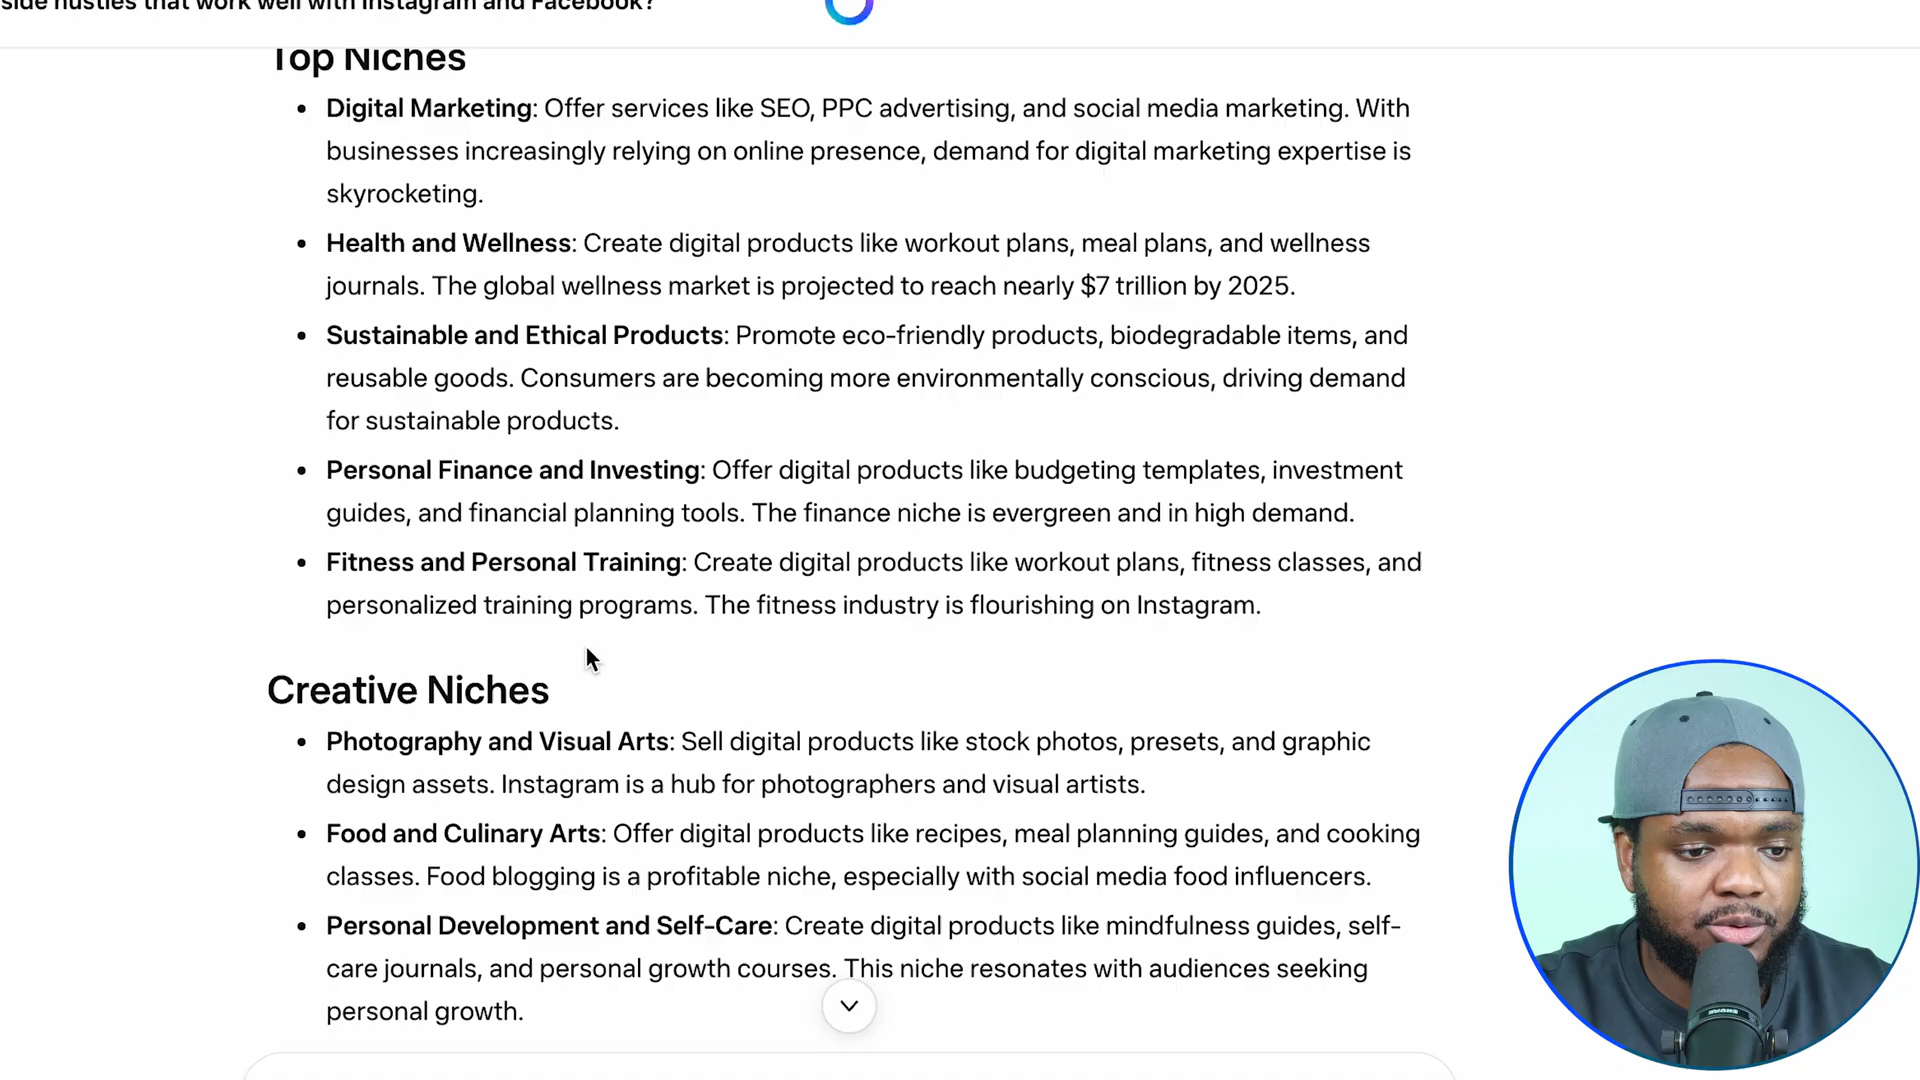 side hustles that work well with Instagram and Facebook?
Top Niches
• Digital Marketing: Offer services like SEO, PPC advertising, and social media marketing. With
businesses increasingly relying on online presence, demand for digital marketing expertise is
skyrocketing.
• Health and Wellness: Create digital products like workout plans, meal plans, and wellness
journals. The global wellness market is projected to reach nearly $7 trillion by 2025.
• Sustainable and Ethical Products: Promote eco-friendly products, biodegradable items, and
reusable goods. Consumers are becoming more environmentally conscious, driving demand
for sustainable products.
• Personal Finance and Investing: Offer digital products like budgeting templates, investment
guides, and financial planning tools. The finance niche is evergreen and in high demand.
• Fitness and Personal Training: Create digital products like workout plans, fitness classes, and
personalized training programs. The fitness industry is flourishing on Instagram.
Creative Niches
• Photography and Visual Arts: Sell digital products like stock photos, presets, and graphic
design assets. Instagram is a hub for photographers and visual artists.
• Food and Culinary Arts: Offer digital products like recipes, meal planning guides, and cooking
classes. Food blogging is a profitable niche, especially with social media food influencers.
• Personal Development and Self-Care: Create digital products like mindfulness guides, self-
care journals, and personal growth courses. This niche resonates with audiences seeking
personal growth.
SHURE